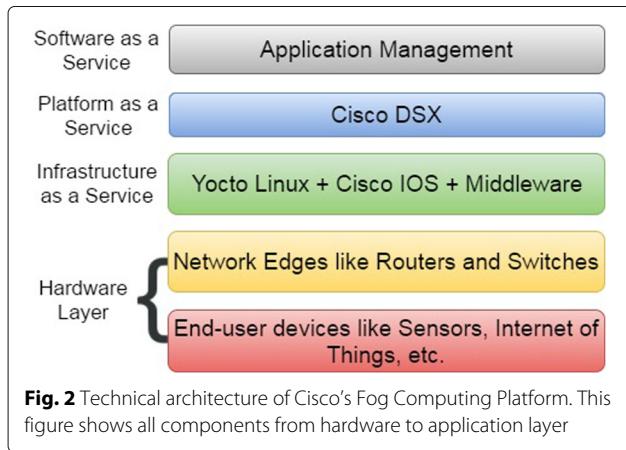 Software as a
Service
Application Management
Platform as a
Service
Cisco DSX
Infrastructure
as a Service
Yocto Linux + Cisco IOS + Middleware
Hardware
Layer
Network Edges like Routers and Switches
End-user devices like Sensors, Internet of
Things, etc.
Fig. 2 Technical architecture of Cisco's Fog Computing Platform. This
figure shows all components from hardware to application layer